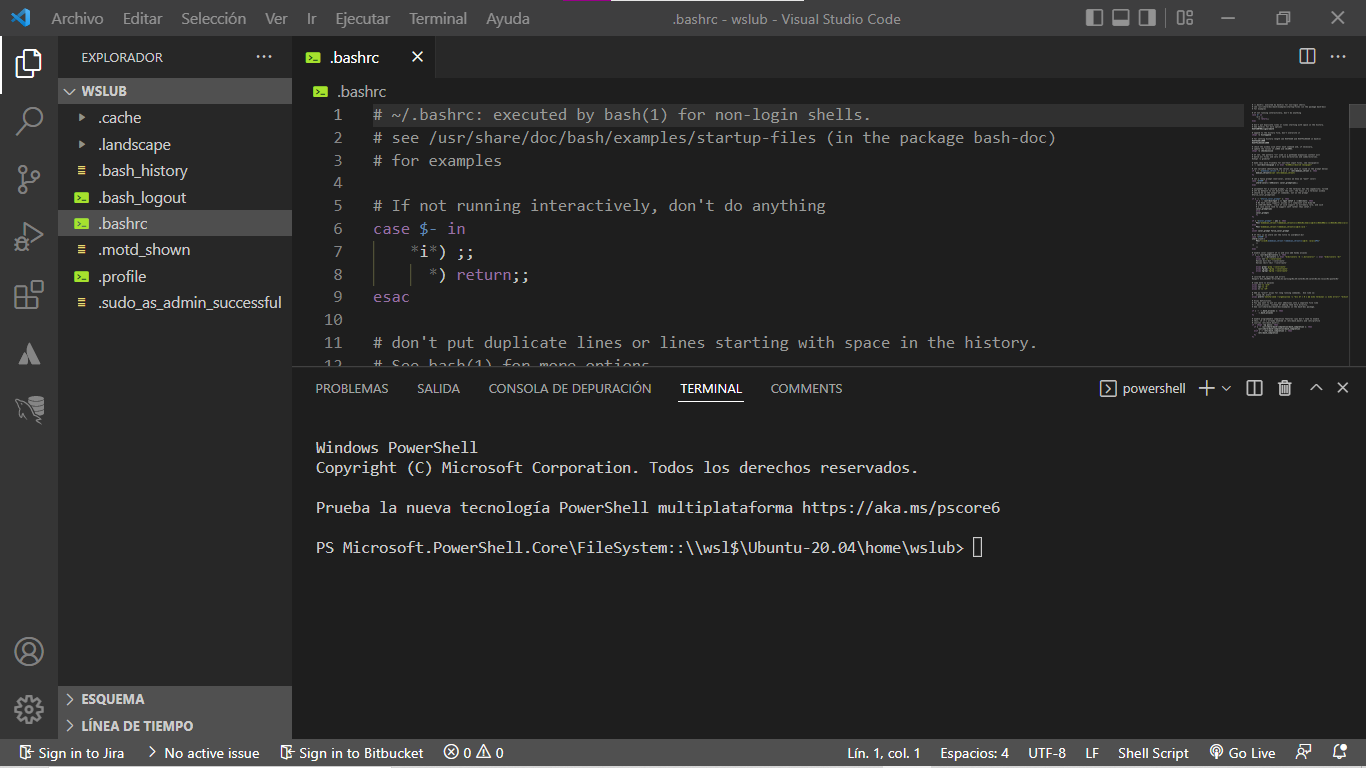 Archivo Editar Selección Ver Ir Ejecutar Terminal Ayuda
.bashrc - wslub - Visual Studio Code
EXPLORADOR
WSLUB
.cache
.landscape
.bash_history
.bash_logout
.bashrc
.motd_shown
.profile
.sudo_as_admin_successful
ESQUEMA
LÍNEA DE TIEMPO
.bashrc
.bashrc
1 # ~/.bashrc: executed by bash(1) for non-login shells.
2 # see /usr/share/doc/bash/examples/startup-files (in the package bash-doc)
3 # for examples
4
5 # If not running interactively, don't do anything
6 case $- in
7 *i*) ;;
8 *) return;;
9 esac
10
11 # don't put duplicate lines or lines starting with space in the history.
12 # See bash(1) for more options
PROBLEMAS SALIDA CONSOLA DE DEPURACIÓN TERMINAL COMMENTS
powershell
Windows PowerShell
Copyright (C) Microsoft Corporation. Todos los derechos reservados.
Prueba la nueva tecnología PowerShell multiplataforma https://aka.ms/pscore6
PS Microsoft.PowerShell.Core\FileSystem::\\wsl$\Ubuntu-20.04\home\wslub>
Sign in to Jira No active issue Sign in to Bitbucket 0 0
Lín. 1, col. 1 Espacios: 4 UTF-8 LF Shell Script Go Live